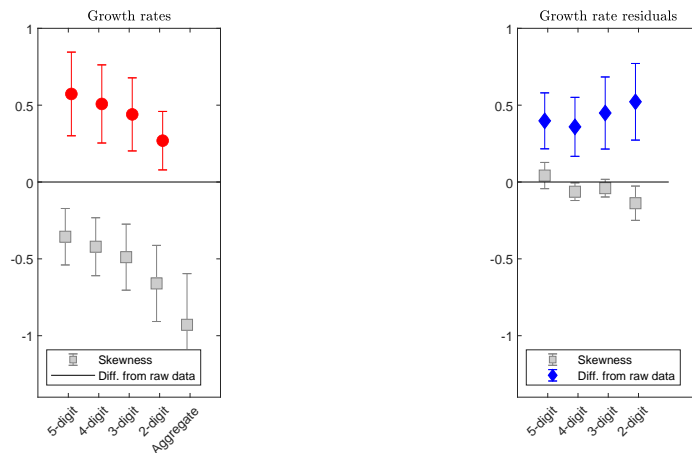 Growth rates
1
0.5
0
-0.5
-1
Skewness
Diff. from raw data
5-digit
4-digit
3-digit
2-digit
Aggregate
Growth rate residuals
1
0.5
0
-0.5
-1
Skewness
Diff. from raw data
5-digit
4-digit
3-digit
2-digit